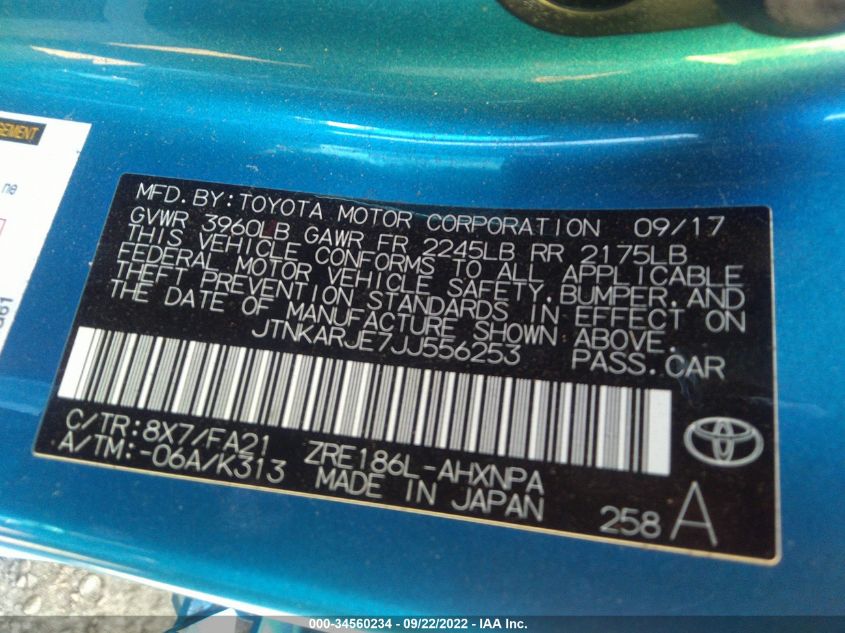 GEMENT
ne
MFD.BY:TOYOTA MOTOR CORPORATION 09/17
GVWR 3960LB GAWR FR 2245LB RR 2175LB
THIS VEHICLE CONFORMS TO ALL APPLICABLE
FEDERAL MOTOR VEHICLE SAFETY,BUMPER,AND
THEFT PREVENTION STANDARDS IN EFFECT ON
THE DATE OF MANUFACTURE SHOWN ABOVE.
JTNKARJE7JJ556253 PASS.CAR
C/TR:8X7/FA21 ZRE186L-AHXNPA
A/TM:-06A/K313 MADE IN JAPAN
258 A
000-34560234 - 09/22/2022 - IAA Inc.